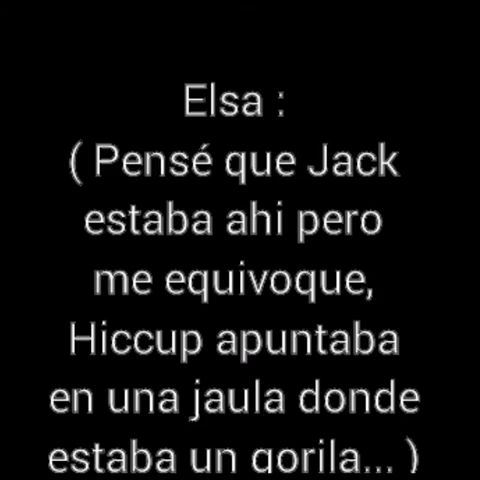 Elsa :
( Pensé que Jack
estaba ahi pero
me equivoque,
Hiccup apuntaba
en una jaula donde
estaba un gorila... )